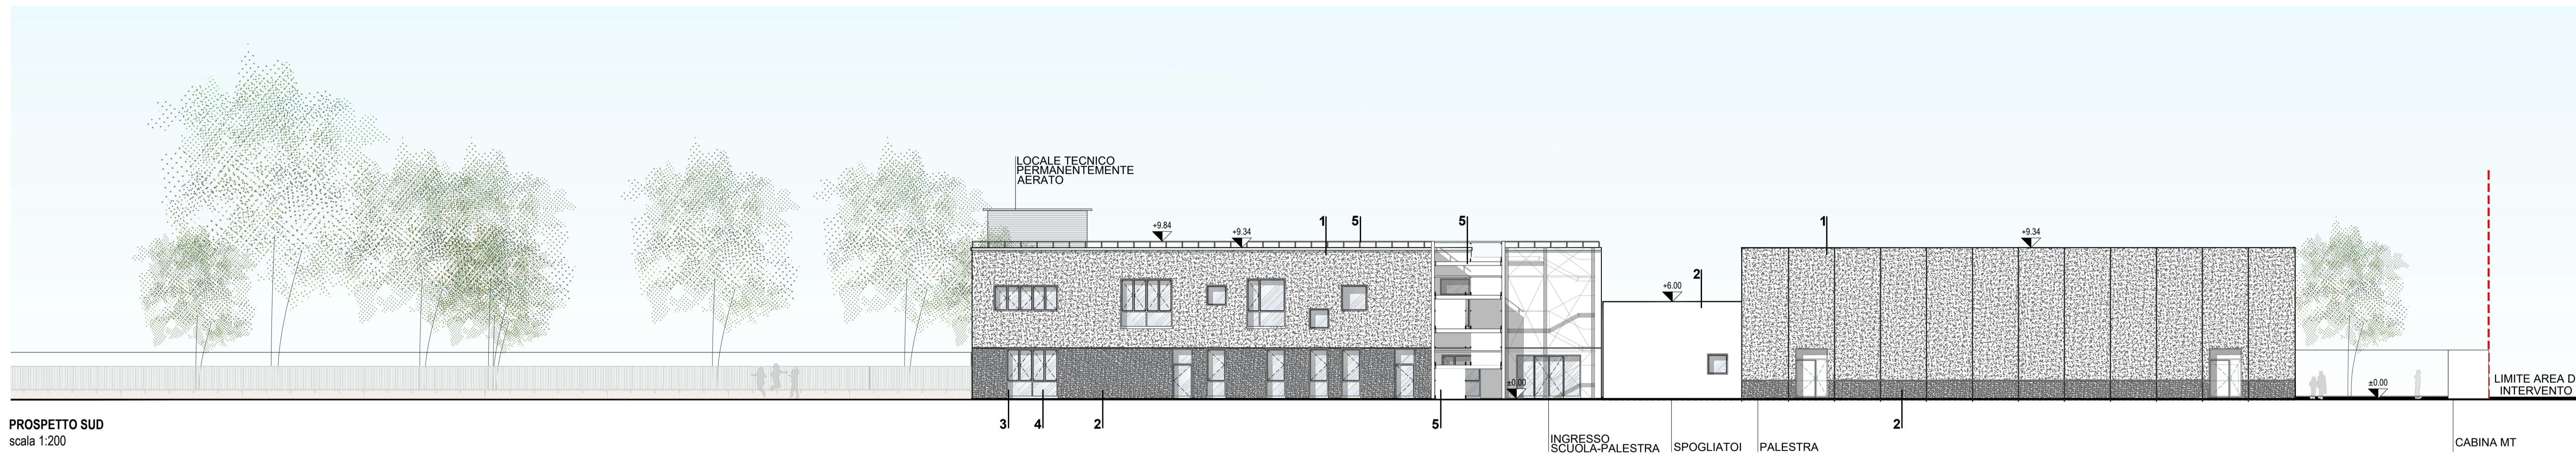 LOCALE TECNICO
PERMANENTEMENTE
AERATO
+9.84
+9.34
1
5
5
1
+9.34
2
+6.00
±0.00
±0.00
LIMITE AREA D
INTERVENTO
3
4
2
5
2
PROSPETTO SUD
scala 1:200
INGRESSO
SCUOLA-PALESTRA
SPOGLIATOI
PALESTRA
CABINA MT